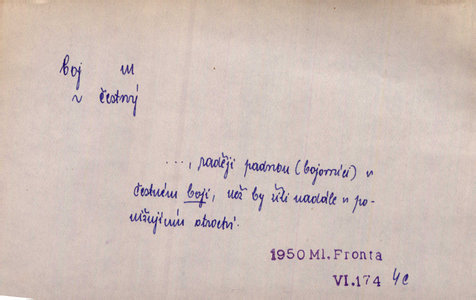 boj m
v čestný
..., raději padnou (bojovníci) v
čestném boji, než by žili nadále v po-
nižujícím otroctví.
1950 Ml. Fronta
VI.174 4c